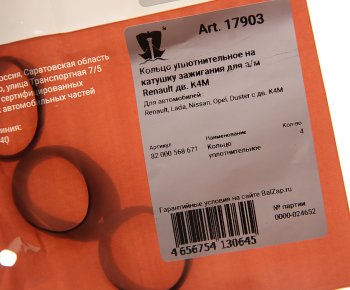 Art. 17903
Кольцо уплотнительное на
катушку зажигания для а/м
Renault дв. K4M
Для автомобилей :
Renault, Lada, Nissan, Opel, Duster с дв. K4M
Артикул
Наименование
Кол-во
82 000 568 671
Кольцо
уплотнительное
4
Гарантийные условия на сайте BalZap.ru
№ партии
0000-024652
4 656754 130645
оссия, Саратовская область
улица Транспортная 7/5
сертифицированных
автомобильных частей
иния:
40)